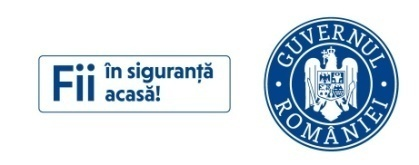 Fii
în siguranță
acasă!
GUVERNUL
ROMÂNIEI